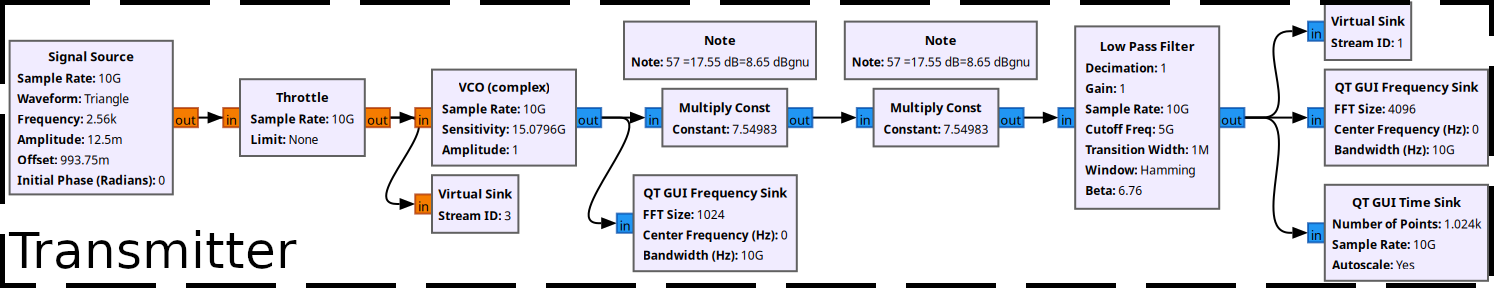 Signal Source
Sample Rate: 10G
Waveform: Triangle
Frequency: 2.56k
Amplitude: 12.5m
Offset: 993.75m
Initial Phase (Radians): 0
out
in
Throttle
Sample Rate: 10G
Limit: None
out
in
VCO (complex)
Sample Rate: 10G
Sensitivity: 15.0796G
Amplitude: 1
out
in
Virtual Sink
Stream ID: 3
in
QT GUI Frequency Sink
FFT Size: 1024
Center Frequency (Hz): 0
Bandwidth (Hz): 10G
Note
Note: 57 =17.55 dB=8.65 dBgnu
in
Multiply Const
Constant: 7.54983
out
Note
Note: 57 =17.55 dB=8.65 dBgnu
in
Multiply Const
Constant: 7.54983
out
in
Low Pass Filter
Decimation: 1
Gain: 1
Sample Rate: 10G
Cutoff Freq: 5G
Transition Width: 1M
Window: Hamming
Beta: 6.76
out
in
Virtual Sink
Stream ID: 1
in
QT GUI Frequency Sink
FFT Size: 4096
Center Frequency (Hz): 0
Bandwidth (Hz): 10G
in
QT GUI Time Sink
Number of Points: 1.024k
Sample Rate: 10G
Autoscale: Yes
Transmitter